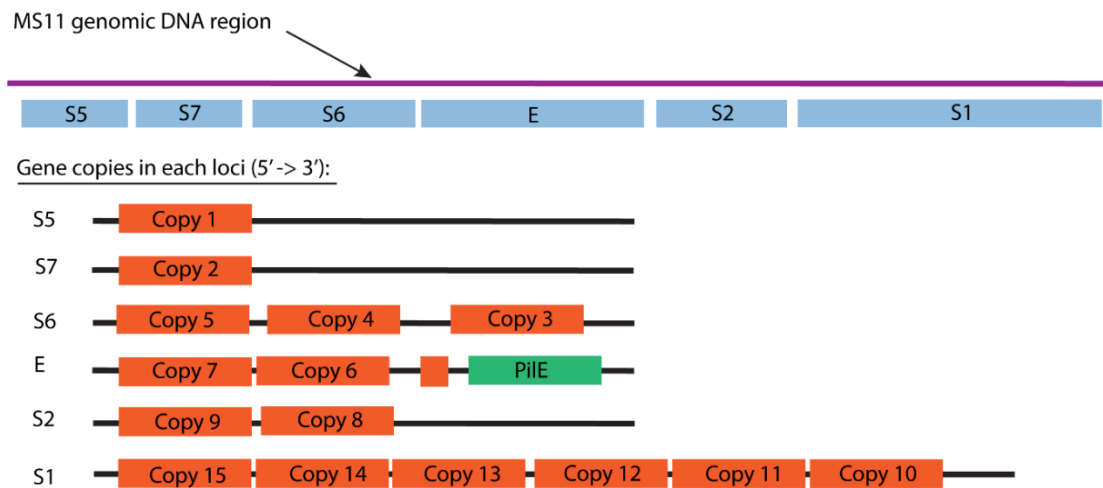 MS11 genomic DNA region
S5 S7 S6 E S2 S1
Gene copies in each loci (5' -> 3'):
S5 Copy 1
S7 Copy 2
S6 Copy 5 Copy 4 Copy 3
E Copy 7 Copy 6 PilE
S2 Copy 9 Copy 8
S1 Copy 15 Copy 14 Copy 13 Copy 12 Copy 11 Copy 10